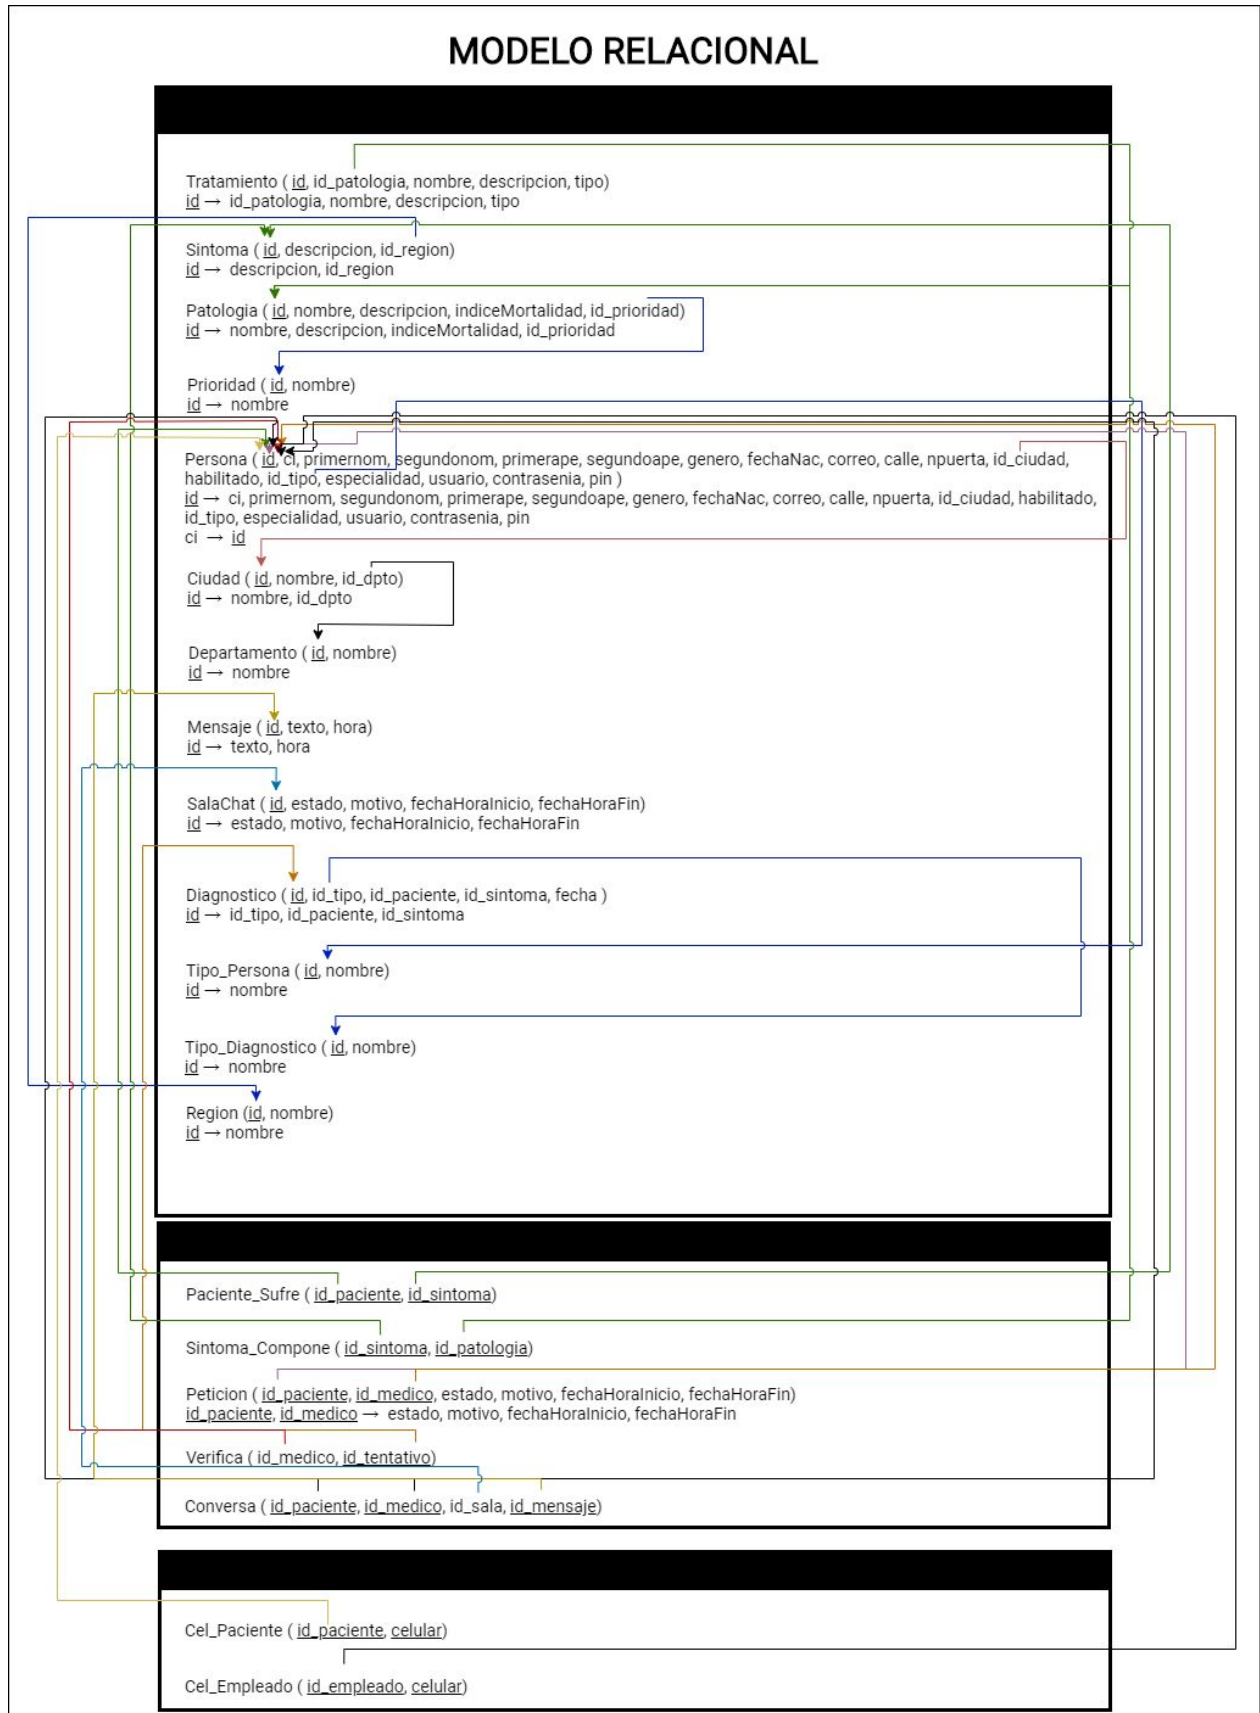 MODELO RELACIONAL
Tratamiento ( id, id_patologia, nombre, descripcion, tipo)
id → id_patologia, nombre, descripcion, tipo
Sintoma ( id, descripcion, id_region)
id → descripcion, id_region
Patologia ( id, nombre, descripcion, indiceMortalidad, id_prioridad)
id → nombre, descripcion, indiceMortalidad, id_prioridad
Prioridad ( id, nombre)
id → nombre
Persona ( id, ci, primernom, segundonom, primerape, segundoape, genero, fechaNac, correo, calle, npuerta, id_ciudad,
habilitado, id_tipo, especialidad, usuario, contrasenia, pin )
id → ci, primernom, segundonom, primerape, segundoape, genero, fechaNac, correo, calle, npuerta, id_ciudad, habilitado,
id_tipo, especialidad, usuario, contrasenia, pin
ci → id
Ciudad ( id, nombre, id_dpto)
id → nombre, id_dpto
Departamento ( id, nombre)
id → nombre
Mensaje ( id, texto, hora)
id → texto, hora
SalaChat ( id, estado, motivo, fechaHoraInicio, fechaHoraFin)
id → estado, motivo, fechaHoraInicio, fechaHoraFin
Diagnostico ( id, id_tipo, id_paciente, id_sintoma, fecha )
id → id_tipo, id_paciente, id_sintoma
Tipo_Persona ( id, nombre)
id → nombre
Tipo_Diagnostico ( id, nombre)
id → nombre
Region (id, nombre)
id → nombre
Paciente_Sufre ( id_paciente, id_sintoma)
Sintoma_Compone ( id_sintoma, id_patologia)
Peticion ( id_paciente, id_medico, estado, motivo, fechaHoraInicio, fechaHoraFin)
id_paciente, id_medico → estado, motivo, fechaHoraInicio, fechaHoraFin
Verifica ( id_medico, id_tentativo)
Conversa ( id_paciente, id_medico, id_sala, id_mensaje)
Cel_Paciente ( id_paciente, celular)
Cel_Empleado ( id_empleado, celular)